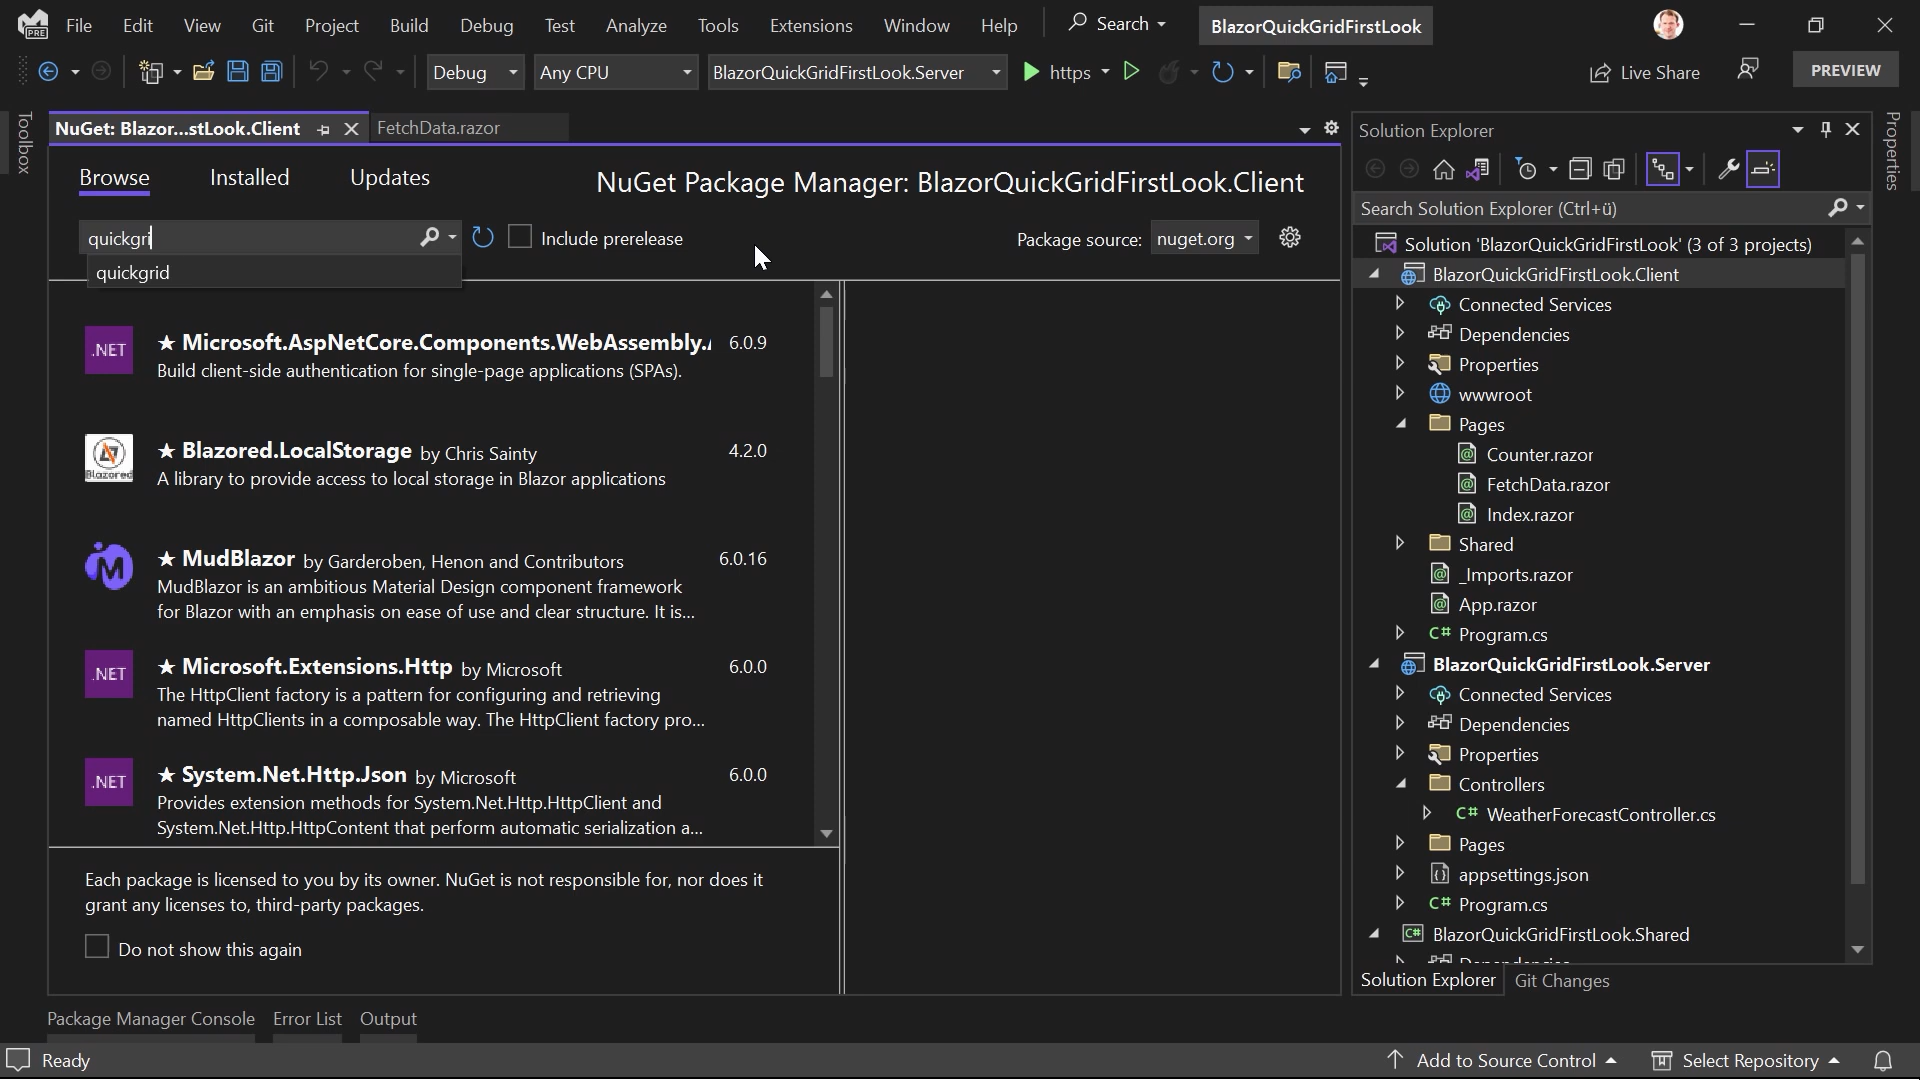 File Edit View Git Project Build Debug Test Analyze Tools Extensions Window Help Search BlazorQuickGridFirstLook
PRE
Debug Any CPU BlazorQuickGridFirstLook.Server https Live Share PREVIEW
Toolbox
NuGet: Blazor...stLook.Client FetchData.razor
Browse Installed Updates
NuGet Package Manager: BlazorQuickGridFirstLook.Client
quickgri
Include prerelease
Package source: nuget.org
quickgrid
.NET
Microsoft.AspNetCore.Components.WebAssembly. 6.0.9
Build client-side authentication for single-page applications (SPAs).
Blazored
Blazored.LocalStorage by Chris Sainty 4.2.0
A library to provide access to local storage in Blazor applications
MudBlazor by Garderoben, Henon and Contributors 6.0.16
MudBlazor is an ambitious Material Design component framework
for Blazor with an emphasis on ease of use and clear structure. It is...
.NET
Microsoft.Extensions.Http by Microsoft 6.0.0
The HttpClient factory is a pattern for configuring and retrieving
named HttpClients in a composable way. The HttpClient factory pro...
.NET
System.Net.Http.Json by Microsoft 6.0.0
Provides extension methods for System.Net.Http.HttpClient and
System.Net.Http.HttpContent that perform automatic serialization a...
Each package is licensed to you by its owner. NuGet is not responsible for, nor does it
grant any licenses to, third-party packages.
Do not show this again
Solution Explorer
Search Solution Explorer (Ctrl+ü)
Solution 'BlazorQuickGridFirstLook' (3 of 3 projects)
BlazorQuickGridFirstLook.Client
Connected Services
Dependencies
Properties
wwwroot
Pages
Counter.razor
FetchData.razor
Index.razor
Shared
_Imports.razor
App.razor
C# Program.cs
BlazorQuickGridFirstLook.Server
Connected Services
Dependencies
Properties
Controllers
C# WeatherForecastController.cs
Pages
appsettings.json
C# Program.cs
C# BlazorQuickGridFirstLook.Shared
Solution Explorer Git Changes
Properties
Package Manager Console Error List Output
Ready
Add to Source Control Select Repository